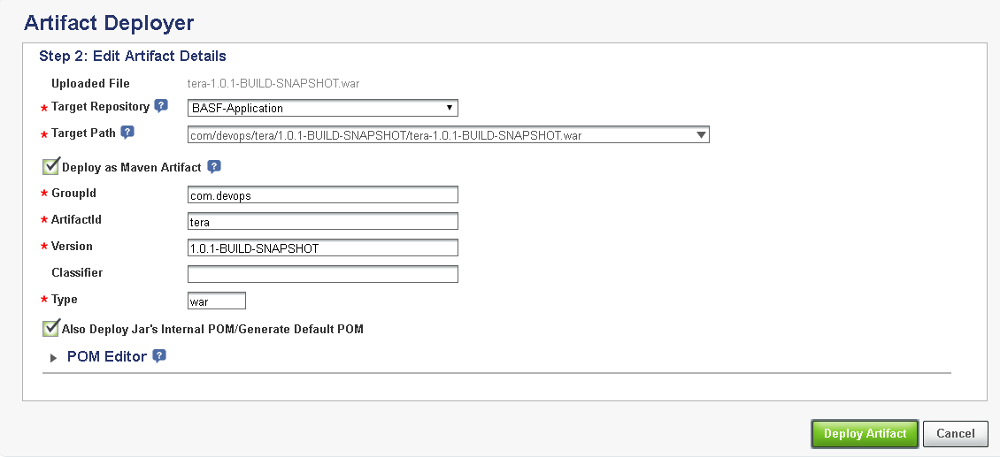 Artifact Deployer
Step 2: Edit Artifact Details
Uploaded File tera-1.0.1-BUILD-SNAPSHOT.war
* Target Repository ? BASF-Application
* Target Path ? com/devops/tera/1.0.1-BUILD-SNAPSHOT/tera-1.0.1-BUILD-SNAPSHOT.war
Deploy as Maven Artifact ?
* GroupId com.devops
* ArtifactId tera
* Version 1.0.1-BUILD-SNAPSHOT
Classifier
* Type war
Also Deploy Jar's Internal POM/Generate Default POM
POM Editor ?
Deploy Artifact Cancel